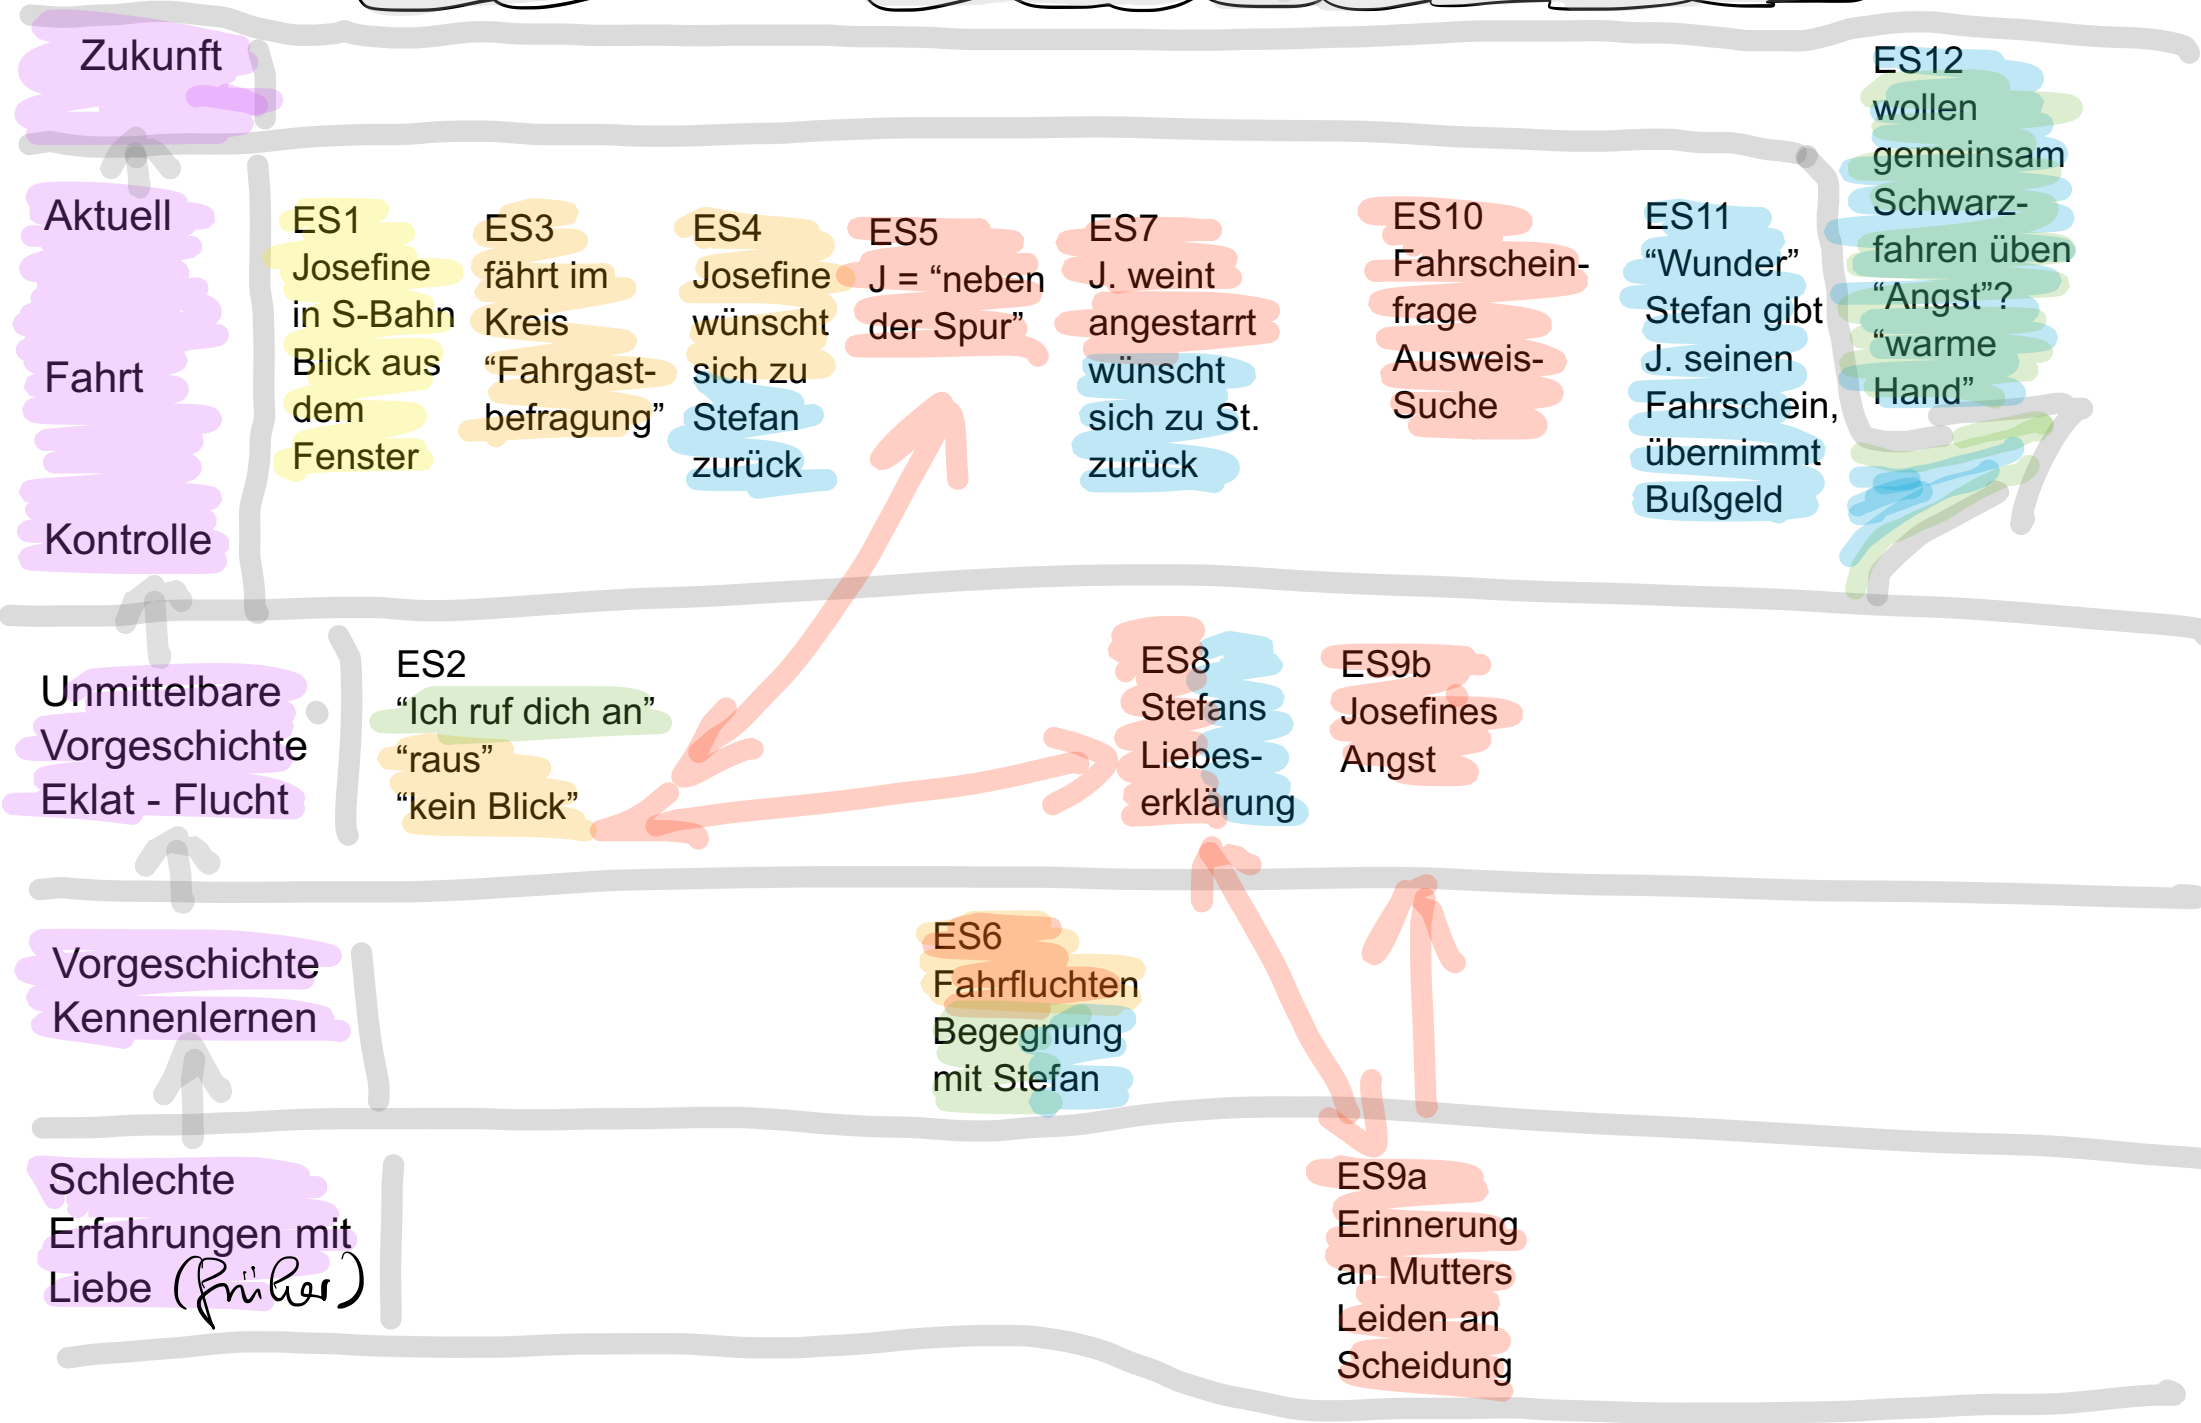 Zukunft
ES12
wollen
gemeinsam
Schwarz-
fahren üben
“Angst”?
“warme
Hand”
Aktuell
Fahrt
Kontrolle
ES1
Josefine
in S-Bahn
Blick aus
dem
Fenster
ES3
fährt im
Kreis
“Fahrgast-
befragung”
ES4
Josefine
wünscht
sich zu
Stefan
zurück
ES5
J = “neben
der Spur”
ES7
J. weint
angestarrt
wünscht
sich zu St.
zurück
ES10
Fahrschein-
frage
Ausweis-
Suche
ES11
“Wunder”
Stefan gibt
J. seinen
Fahrschein,
übernimmt
Bußgeld
Unmittelbare
Vorgeschichte
Eklat - Flucht
ES2
“Ich ruf dich an”
“raus”
“kein Blick”
ES8
Stefans
Liebes-
erklärung
ES9b
Josefines
Angst
Vorgeschichte
Kennenlernen
ES6
Fahrfluchten
Begegnung
mit Stefan
Schlechte
Erfahrungen mit
Liebe (früher)
ES9a
Erinnerung
an Mutters
Leiden an
Scheidung